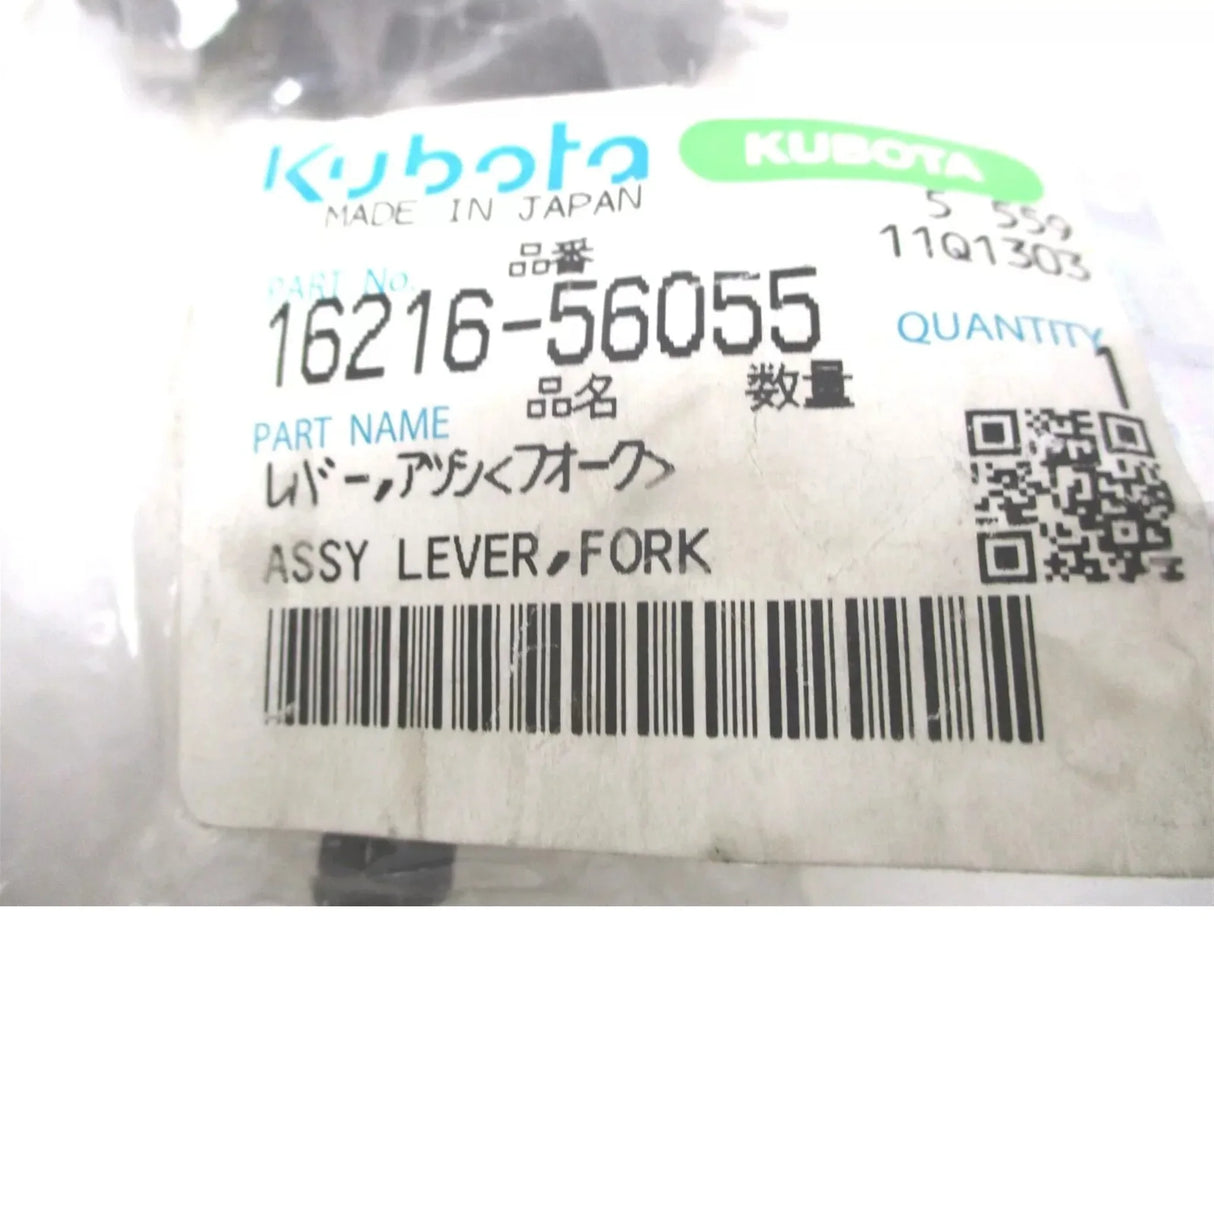 Kubota KUBOTA
MADE IN JAPAN
5 559
11Q1303
品番
PART No.
16216-56055
QUANTITY
数量
1
品名
PART NAME
レバー,アツシ<フオーク>
ASSY LEVER,FORK